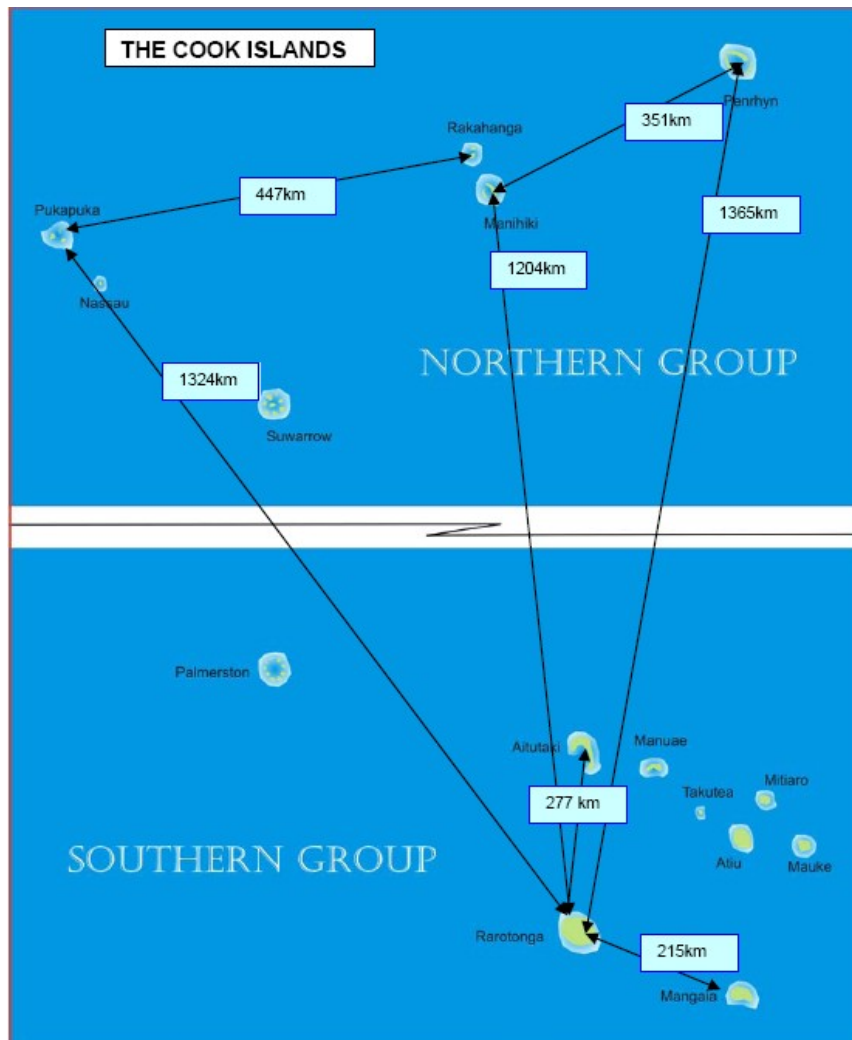 THE COOK ISLANDS
Penrhyn
351km
Rakahanga
447km
Manihiki
Pukapuka
1365km
1204km
Nassau
NORTHERN GROUP
1324km
Suwarrow
Palmerston
Aitutaki
Manuae
Takutea
Mitiaro
277 km
Atiu
Mauke
SOUTHERN GROUP
Rarotonga
215km
Mangaia